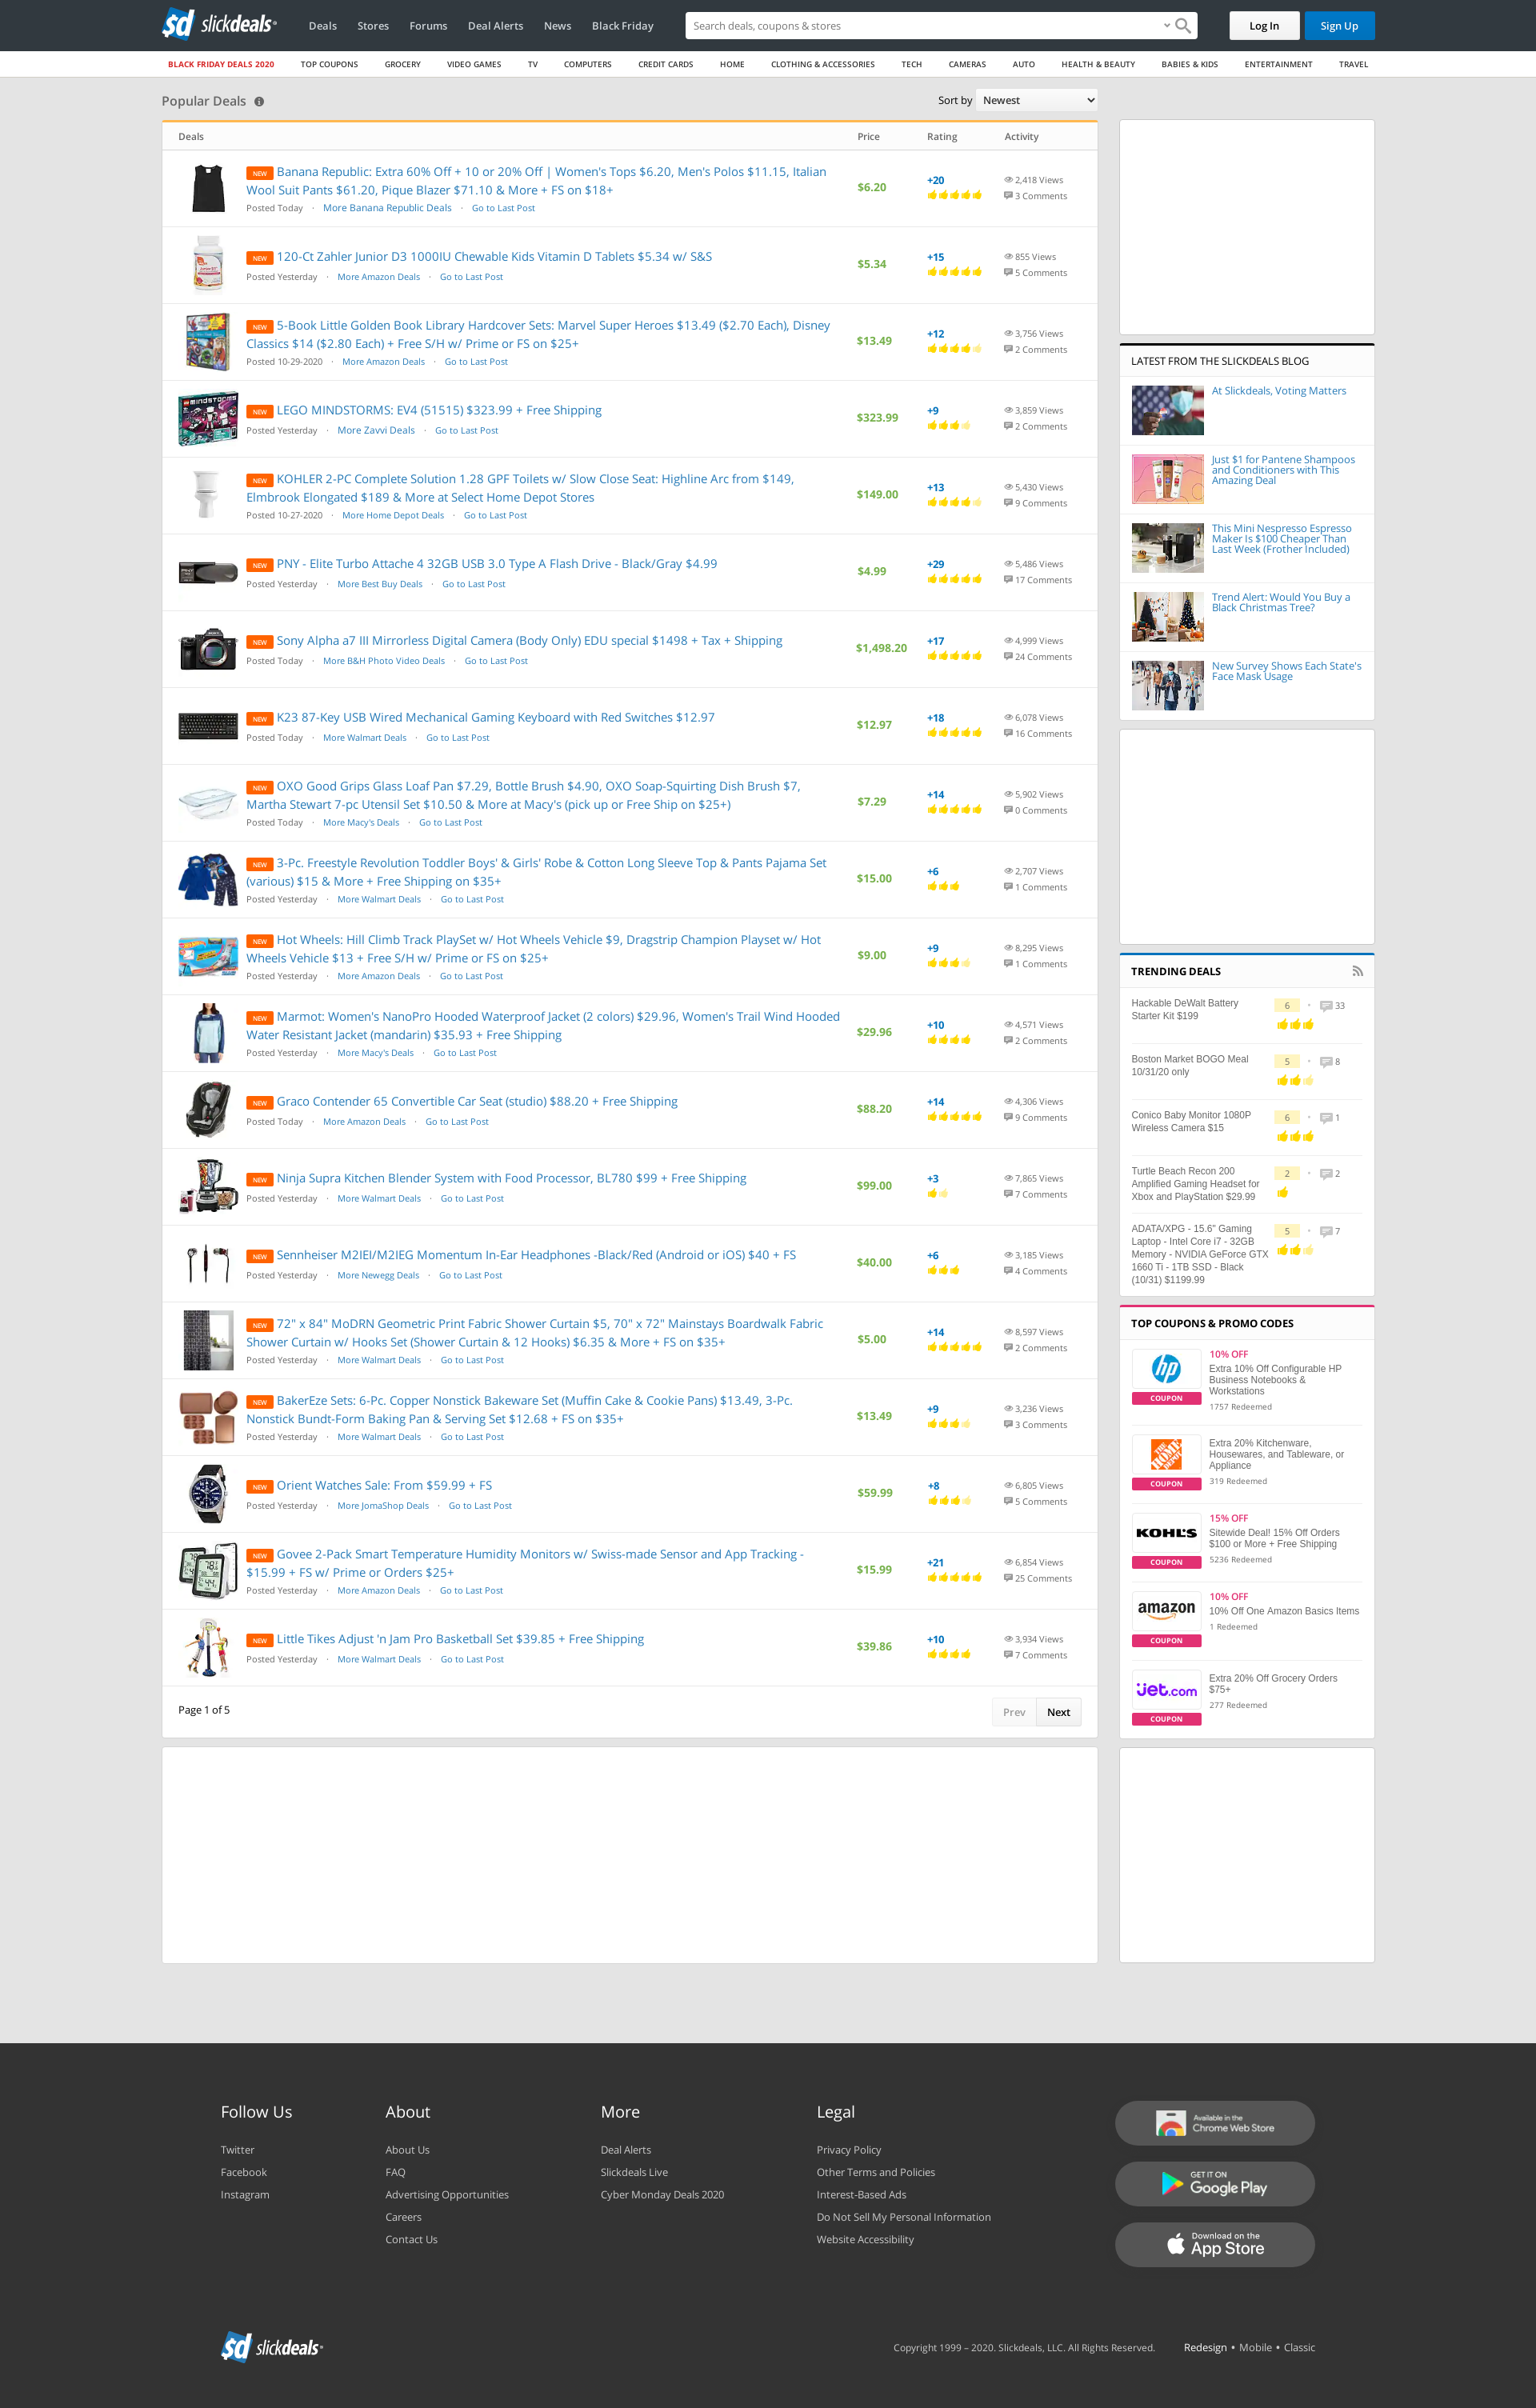 sd slickdeals
Deals Stores Forums Deal Alerts News Black Friday
Search deals, coupons & stores
Log In Sign Up
BLACK FRIDAY DEALS 2020 TOP COUPONS GROCERY VIDEO GAMES TV COMPUTERS CREDIT CARDS HOME CLOTHING & ACCESSORIES TECH CAMERAS AUTO HEALTH & BEAUTY BABIES & KIDS ENTERTAINMENT TRAVEL
Popular Deals
Sort by Newest
Deals Price Rating Activity
NEW Banana Republic: Extra 60% Off + 10 or 20% Off | Women's Tops $6.20, Men's Polos $11.15, Italian
Wool Suit Pants $61.20, Pique Blazer $71.10 & More + FS on $18+
Posted Today · More Banana Republic Deals · Go to Last Post
$6.20
+20
2,418 Views
3 Comments
NEW 120-Ct Zahler Junior D3 1000IU Chewable Kids Vitamin D Tablets $5.34 w/ S&S
Posted Yesterday · More Amazon Deals · Go to Last Post
$5.34
+15
855 Views
5 Comments
NEW 5-Book Little Golden Book Library Hardcover Sets: Marvel Super Heroes $13.49 ($2.70 Each), Disney
Classics $14 ($2.80 Each) + Free S/H w/ Prime or FS on $25+
Posted 10-29-2020 · More Amazon Deals · Go to Last Post
$13.49
+12
3,756 Views
2 Comments
MINDSTORMS
NEW LEGO MINDSTORMS: EV4 (51515) $323.99 + Free Shipping
Posted Yesterday · More Zavvi Deals · Go to Last Post
$323.99
+9
3,859 Views
2 Comments
NEW KOHLER 2-PC Complete Solution 1.28 GPF Toilets w/ Slow Close Seat: Highline Arc from $149,
Elmbrook Elongated $189 & More at Select Home Depot Stores
Posted 10-27-2020 · More Home Depot Deals · Go to Last Post
$149.00
+13
5,430 Views
9 Comments
NEW PNY - Elite Turbo Attache 4 32GB USB 3.0 Type A Flash Drive - Black/Gray $4.99
Posted Yesterday · More Best Buy Deals · Go to Last Post
$4.99
+29
5,486 Views
17 Comments
NEW Sony Alpha a7 III Mirrorless Digital Camera (Body Only) EDU special $1498 + Tax + Shipping
Posted Today · More B&H Photo Video Deals · Go to Last Post
$1,498.20
+17
4,999 Views
24 Comments
NEW K23 87-Key USB Wired Mechanical Gaming Keyboard with Red Switches $12.97
Posted Today · More Walmart Deals · Go to Last Post
$12.97
+18
6,078 Views
16 Comments
NEW OXO Good Grips Glass Loaf Pan $7.29, Bottle Brush $4.90, OXO Soap-Squirting Dish Brush $7,
Martha Stewart 7-pc Utensil Set $10.50 & More at Macy's (pick up or Free Ship on $25+)
Posted Today · More Macy's Deals · Go to Last Post
$7.29
+14
5,902 Views
0 Comments
NEW 3-Pc. Freestyle Revolution Toddler Boys' & Girls' Robe & Cotton Long Sleeve Top & Pants Pajama Set
(various) $15 & More + Free Shipping on $35+
Posted Yesterday · More Walmart Deals · Go to Last Post
$15.00
+6
2,707 Views
1 Comments
NEW Hot Wheels: Hill Climb Track PlaySet w/ Hot Wheels Vehicle $9, Dragstrip Champion Playset w/ Hot
Wheels Vehicle $13 + Free S/H w/ Prime or FS on $25+
Posted Yesterday · More Amazon Deals · Go to Last Post
$9.00
+9
8,295 Views
1 Comments
NEW Marmot: Women's NanoPro Hooded Waterproof Jacket (2 colors) $29.96, Women's Trail Wind Hooded
Water Resistant Jacket (mandarin) $35.93 + Free Shipping
Posted Yesterday · More Macy's Deals · Go to Last Post
$29.96
+10
4,571 Views
2 Comments
NEW Graco Contender 65 Convertible Car Seat (studio) $88.20 + Free Shipping
Posted Today · More Amazon Deals · Go to Last Post
$88.20
+14
4,306 Views
9 Comments
NEW Ninja Supra Kitchen Blender System with Food Processor, BL780 $99 + Free Shipping
Posted Yesterday · More Walmart Deals · Go to Last Post
$99.00
+3
7,865 Views
7 Comments
NEW Sennheiser M2IEI/M2IEG Momentum In-Ear Headphones -Black/Red (Android or iOS) $40 + FS
Posted Yesterday · More Newegg Deals · Go to Last Post
$40.00
+6
3,185 Views
4 Comments
NEW 72" x 84" MoDRN Geometric Print Fabric Shower Curtain $5, 70" x 72" Mainstays Boardwalk Fabric
Shower Curtain w/ Hooks Set (Shower Curtain & 12 Hooks) $6.35 & More + FS on $35+
Posted Yesterday · More Walmart Deals · Go to Last Post
$5.00
+14
8,597 Views
2 Comments
NEW BakerEze Sets: 6-Pc. Copper Nonstick Bakeware Set (Muffin Cake & Cookie Pans) $13.49, 3-Pc.
Nonstick Bundt-Form Baking Pan & Serving Set $12.68 + FS on $35+
Posted Yesterday · More Walmart Deals · Go to Last Post
$13.49
+9
3,236 Views
3 Comments
NEW Orient Watches Sale: From $59.99 + FS
Posted Yesterday · More JomaShop Deals · Go to Last Post
$59.99
+8
6,805 Views
5 Comments
NEW Govee 2-Pack Smart Temperature Humidity Monitors w/ Swiss-made Sensor and App Tracking -
$15.99 + FS w/ Prime or Orders $25+
Posted Yesterday · More Amazon Deals · Go to Last Post
$15.99
+21
6,854 Views
25 Comments
NEW Little Tikes Adjust 'n Jam Pro Basketball Set $39.85 + Free Shipping
Posted Yesterday · More Walmart Deals · Go to Last Post
$39.86
+10
3,934 Views
7 Comments
Page 1 of 5
Prev Next
LATEST FROM THE SLICKDEALS BLOG
At Slickdeals, Voting Matters
Just $1 for Pantene Shampoos
and Conditioners with This
Amazing Deal
This Mini Nespresso Espresso
Maker Is $100 Cheaper Than
Last Week (Frother Included)
Trend Alert: Would You Buy a
Black Christmas Tree?
New Survey Shows Each State's
Face Mask Usage
TRENDING DEALS
Hackable DeWalt Battery
Starter Kit $199
6 • 33
Boston Market BOGO Meal
10/31/20 only
5 • 8
Conico Baby Monitor 1080P
Wireless Camera $15
6 • 1
Turtle Beach Recon 200
Amplified Gaming Headset for
Xbox and PlayStation $29.99
2 • 2
ADATA/XPG - 15.6" Gaming
Laptop - Intel Core i7 - 32GB
Memory - NVIDIA GeForce GTX
1660 Ti - 1TB SSD - Black
(10/31) $1199.99
5 • 7
TOP COUPONS & PROMO CODES
hp
COUPON
10% OFF
Extra 10% Off Configurable HP
Business Notebooks &
Workstations
1757 Redeemed
THE HOME DEPOT
COUPON
Extra 20% Kitchenware,
Housewares, and Tableware, or
Appliance
319 Redeemed
KOHL'S
COUPON
15% OFF
Sitewide Deal! 15% Off Orders
$100 or More + Free Shipping
5236 Redeemed
amazon
COUPON
10% OFF
10% Off One Amazon Basics Items
1 Redeemed
jet.com
COUPON
Extra 20% Off Grocery Orders
$75+
277 Redeemed
Follow Us
Twitter
Facebook
Instagram
About
About Us
FAQ
Advertising Opportunities
Careers
Contact Us
More
Deal Alerts
Slickdeals Live
Cyber Monday Deals 2020
Legal
Privacy Policy
Other Terms and Policies
Interest-Based Ads
Do Not Sell My Personal Information
Website Accessibility
Available in the
Chrome Web Store
GET IT ON
Google Play
Download on the
App Store
sd slickdeals
Copyright 1999 – 2020. Slickdeals, LLC. All Rights Reserved.
Redesign • Mobile • Classic